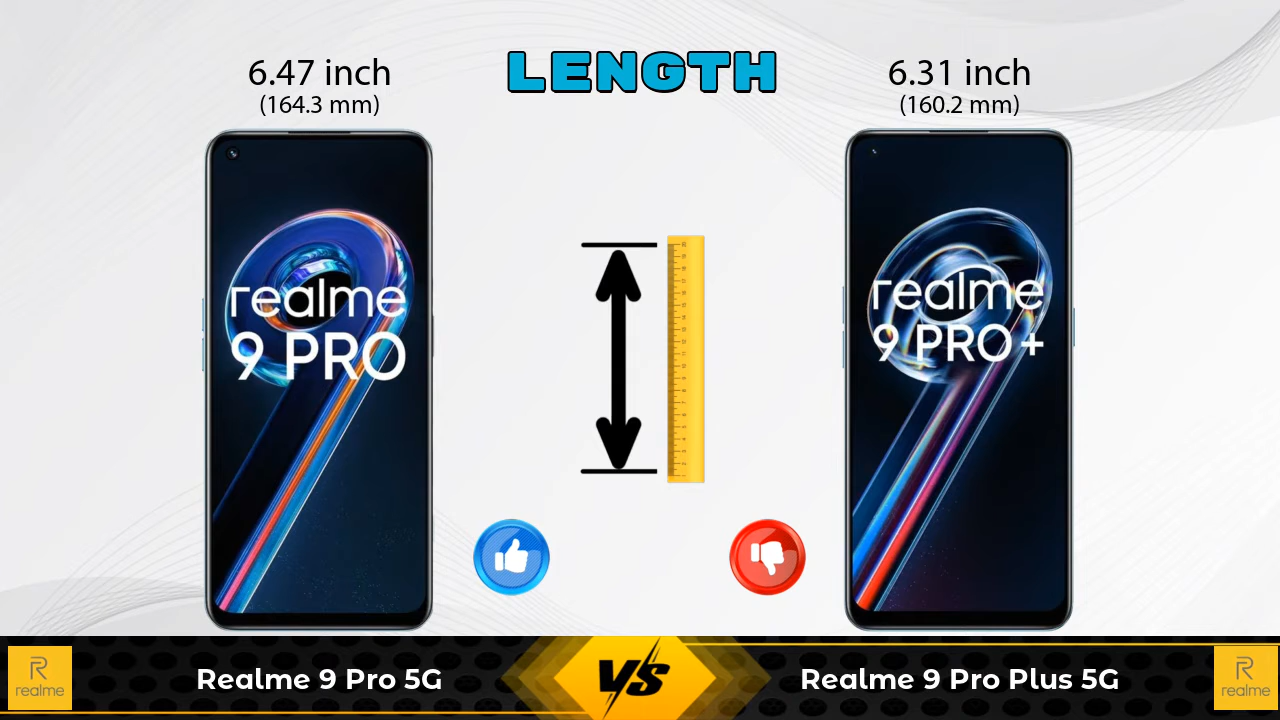 LENGTH
6.47 inch
(164.3 mm)
6.31 inch
(160.2 mm)
realme
9 PRO
realme
9 PRO+
R
realme
Realme 9 Pro 5G
VS
Realme 9 Pro Plus 5G
R
realme